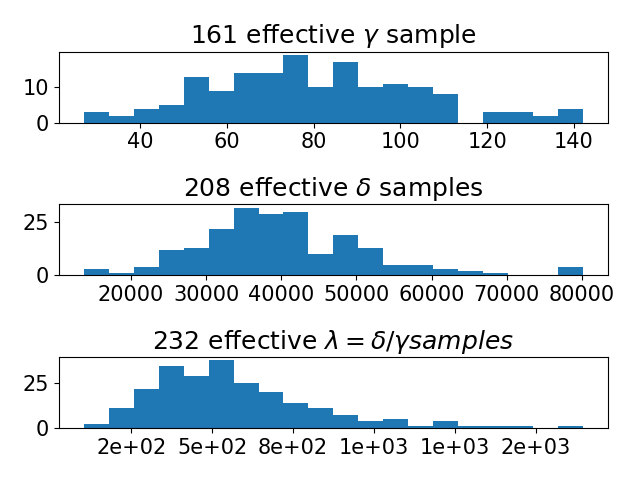 161 effective γ sample
10
0
40 60 80 100 120 140
208 effective δ samples
25
0
20000 30000 40000 50000 60000 70000 80000
232 effective λ = δ/γsamples
25
0
2e+02 5e+02 8e+02 1e+03 1e+03 2e+03